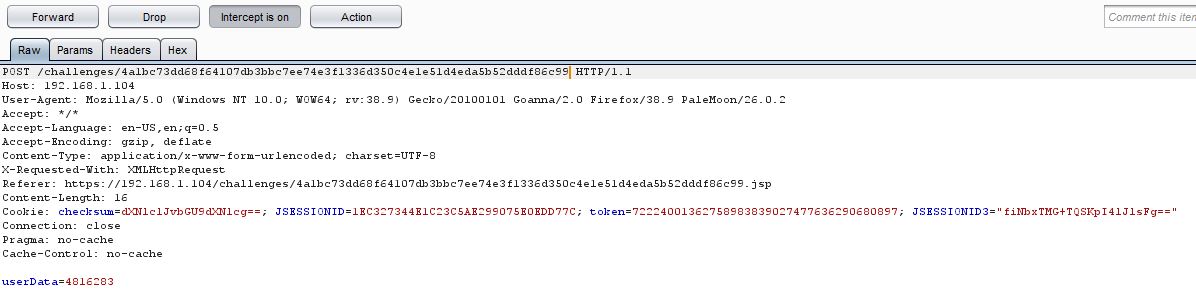 Forward Drop Intercept is on Action Comment this item
Raw Params Headers Hex
POST /challenges/4a1bc73dd68f64107db3bbc7ee74e3f1336d350c4e1e51d4eda5b52dddf86c99 HTTP/1.1
Host: 192.168.1.104
User-Agent: Mozilla/5.0 (Windows NT 10.0; WOW64; rv:38.9) Gecko/20100101 Goanna/2.0 Firefox/38.9 PaleMoon/26.0.2
Accept: */*
Accept-Language: en-US,en;q=0.5
Accept-Encoding: gzip, deflate
Content-Type: application/x-www-form-urlencoded; charset=UTF-8
X-Requested-With: XMLHttpRequest
Referer: https://192.168.1.104/challenges/4a1bc73dd68f64107db3bbc7ee74e3f1336d350c4e1e51d4eda5b52dddf86c99.jsp
Content-Length: 16
Cookie: checksum=dXNlclJvbGU9dXNlcg==; JSESSIONID=1EC327344E1C23C5AE299075E0EDD77C; token=72224001362758983839027477636290680897; JSESSIONID3="fiNbxTMG+TQSKpI41JlsFg=="
Connection: close
Pragma: no-cache
Cache-Control: no-cache
userData=4816283